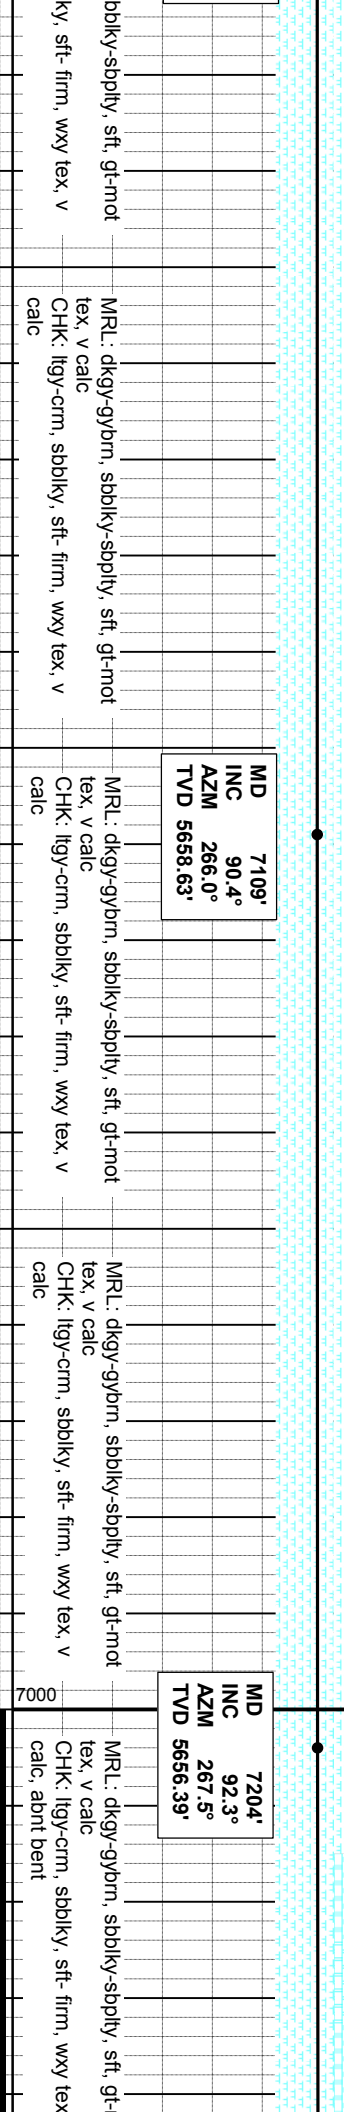 bblky-sbplty, sft, gt-mot
ky, sft- firm, wxy tex, v
MRL: dkgy-gybrn, sbblky-sbplty, sft, gt-mot
tex, v calc
CHK: ltgy-crm, sbblky, sft- firm, wxy tex, v
calc
MD 7109'
INC 90.4°
AZM 266.0°
TVD 5658.63'
MRL: dkgy-gybrn, sbblky-sbplty, sft, gt-mot
tex, v calc
CHK: ltgy-crm, sbblky, sft- firm, wxy tex, v
calc
MRL: dkgy-gybrn, sbblky-sbplty, sft, gt-mot
tex, v calc
CHK: ltgy-crm, sbblky, sft- firm, wxy tex, v
calc
7000
MD 7204'
INC 92.3°
AZM 267.5°
TVD 5656.39'
MRL: dkgy-gybrn, sbblky-sbplty, sft, gt-
tex, v calc
CHK: ltgy-crm, sbblky, sft- firm, wxy tex
calc, abnt bent